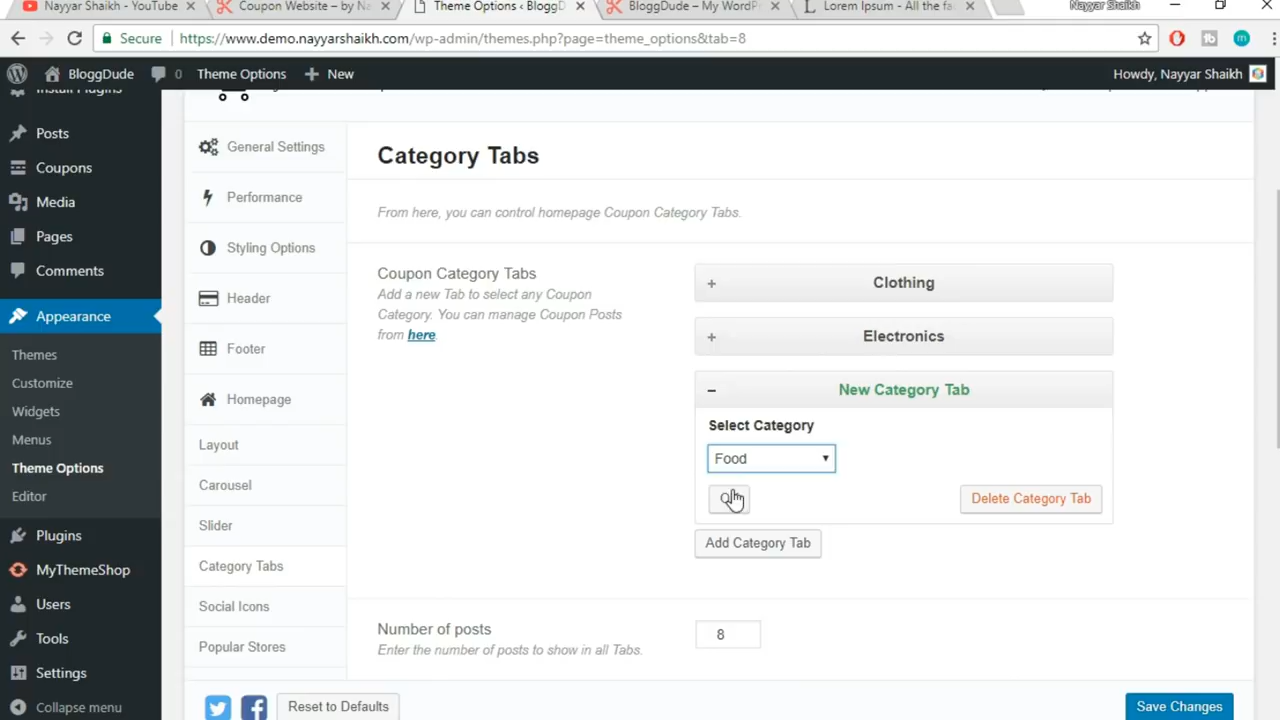 Nayyar Shaikh - YouTube
Coupon Website – by Na
Theme Options ‹ BloggD
BloggDude – My WordP
Lorem Ipsum - All the fa
Nayyar Shaikh
Secure
https://www.demo.nayyarshaikh.com/wp-admin/themes.php?page=theme_options&tab=8
BloggDude
0
Theme Options
New
Howdy, Nayyar Shaikh
Install Plugins
Posts
Coupons
Media
Pages
Comments
Appearance
Themes
Customize
Widgets
Menus
Theme Options
Editor
Plugins
MyThemeShop
Users
Tools
Settings
Collapse menu
General Settings
Performance
Styling Options
Header
Footer
Homepage
Layout
Carousel
Slider
Category Tabs
Social Icons
Popular Stores
Category Tabs
From here, you can control homepage Coupon Category Tabs.
Coupon Category Tabs
Add a new Tab to select any Coupon
Category. You can manage Coupon Posts
from here.
Clothing
Electronics
New Category Tab
Select Category
Food
Delete Category Tab
Add Category Tab
Number of posts
Enter the number of posts to show in all Tabs.
8
Reset to Defaults
Save Changes